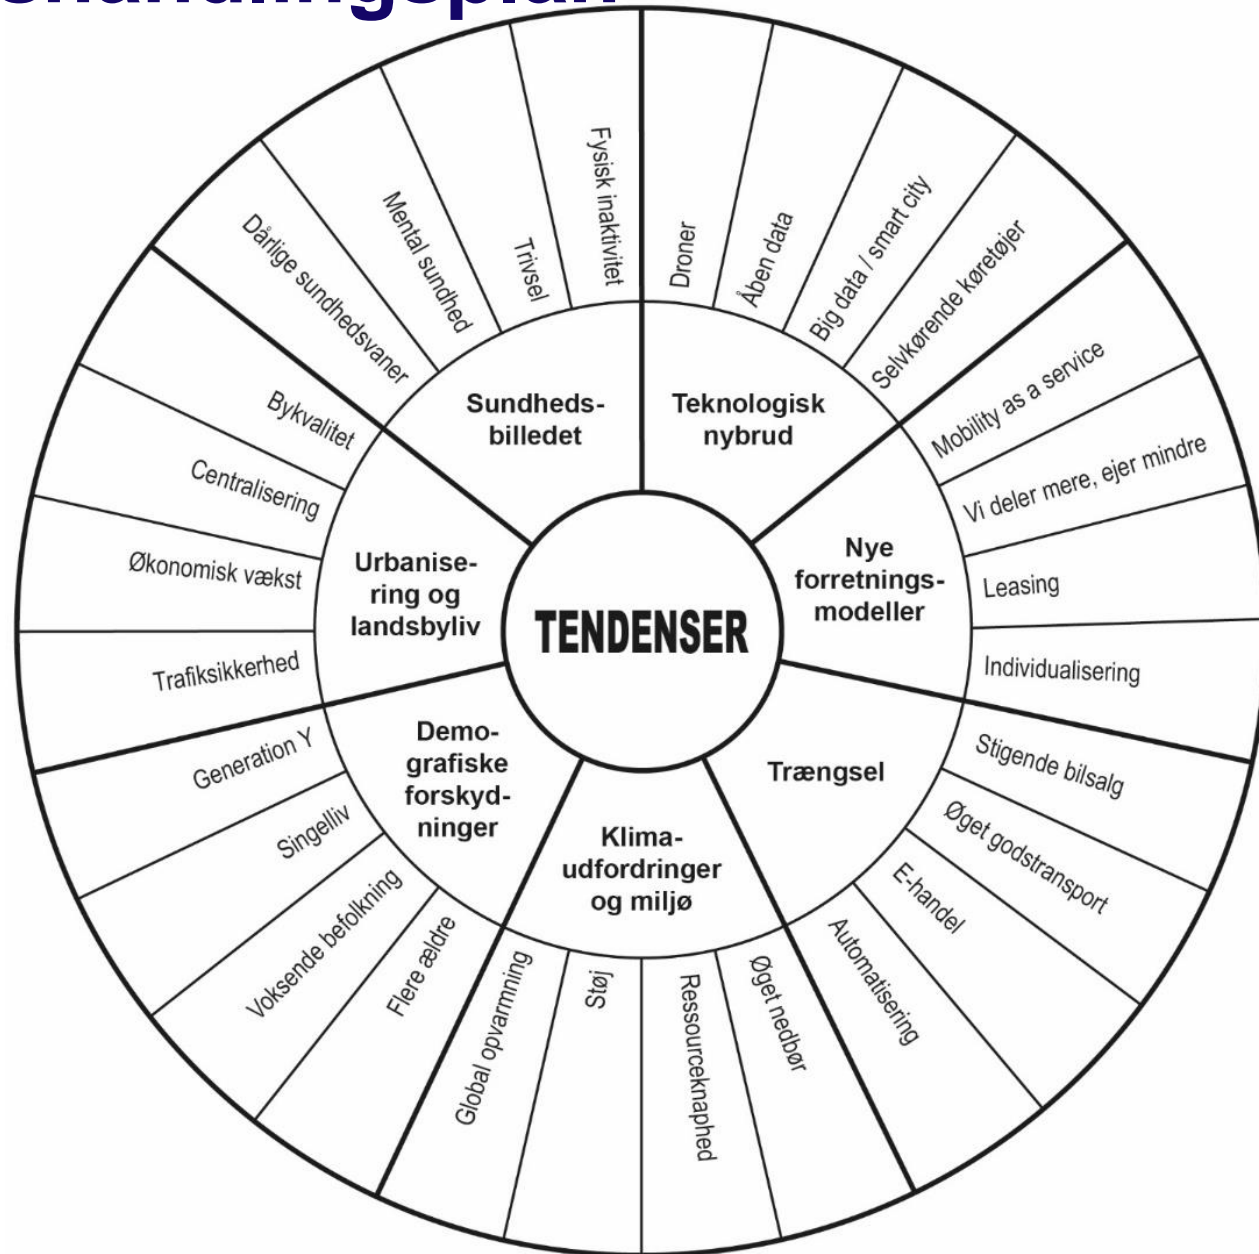 shandlingsplan
TENDENSER
Teknologisk
nybrud
Droner
Åben data
Big data / smart city
Selvkørende køretøjer
Nye
forretnings-
modeller
Mobility as a service
Vi deler mere, ejer mindre
Leasing
Individualisering
Trængsel
Stigende bilsalg
Øget godstransport
E-handel
Automatisering
Klima-
udfordringer
og miljø
Øget nedbør
Ressourceknaphed
Støj
Global opvarmning
Demo-
grafiske
forskyd-
ninger
Flere ældre
Voksende befolkning
Singelliv
Generation Y
Urbanise-
ring og
landsbyliv
Trafiksikkerhed
Økonomisk vækst
Centralisering
Bykvalitet
Sundheds-
billedet
Dårlige sundhedsvaner
Mental sundhed
Trivsel
Fysisk inaktivitet